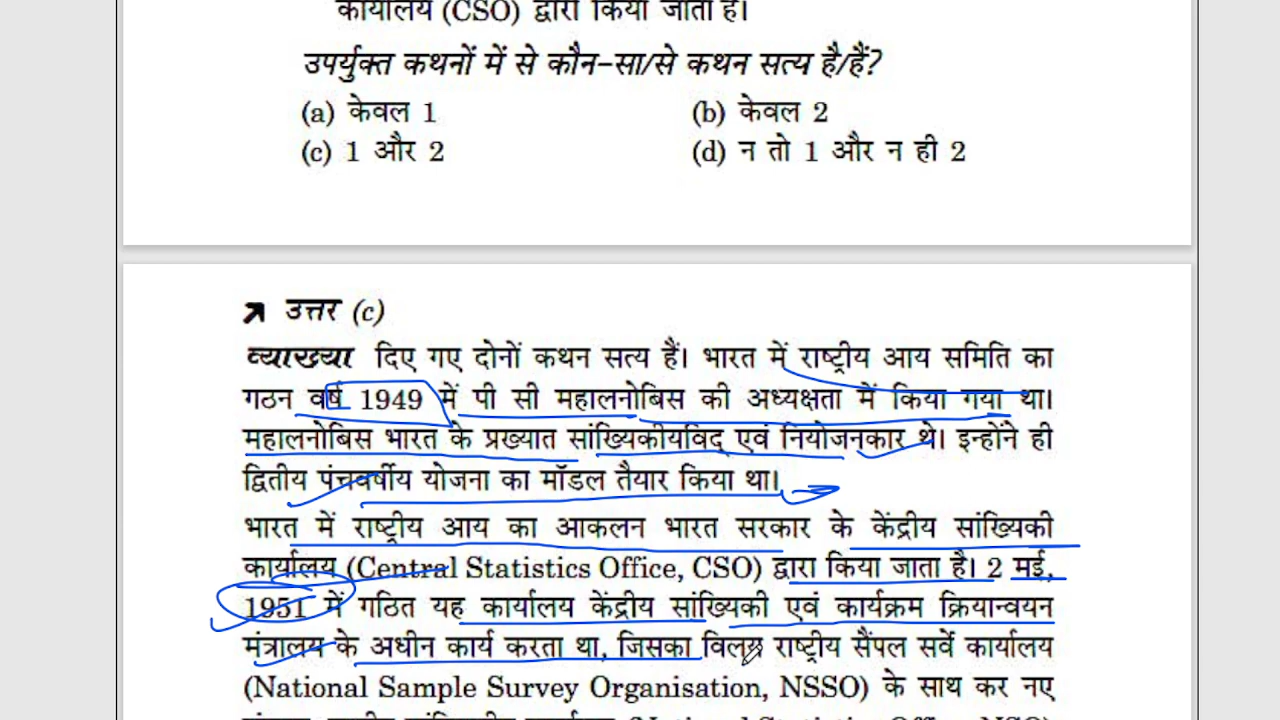 कार्यालय (CSO) द्वारा किया जाता है।
उपर्युक्त कथनों में से कौन-सा/से कथन सत्य है/हैं?
(a) केवल 1 (b) केवल 2
(c) 1 और 2 (d) न तो 1 और न ही 2
उत्तर (c)
व्याख्या दिए गए दोनों कथन सत्य हैं। भारत में राष्ट्रीय आय समिति का
गठन वर्ष 1949 में पी सी महालनोबिस की अध्यक्षता में किया गया था।
महालनोबिस भारत के प्रख्यात सांख्यिकीयविद् एवं नियोजनकार थे। इन्होंने ही
द्वितीय पंचवर्षीय योजना का मॉडल तैयार किया था।
भारत में राष्ट्रीय आय का आकलन भारत सरकार के केंद्रीय सांख्यिकी
कार्यालय (Central Statistics Office, CSO) द्वारा किया जाता है। 2 मई,
1951 में गठित यह कार्यालय केंद्रीय सांख्यिकी एवं कार्यक्रम क्रियान्वयन
मंत्रालय के अधीन कार्य करता था, जिसका विलय राष्ट्रीय सैंपल सर्वे कार्यालय
(National Sample Survey Organisation, NSSO) के साथ कर नए